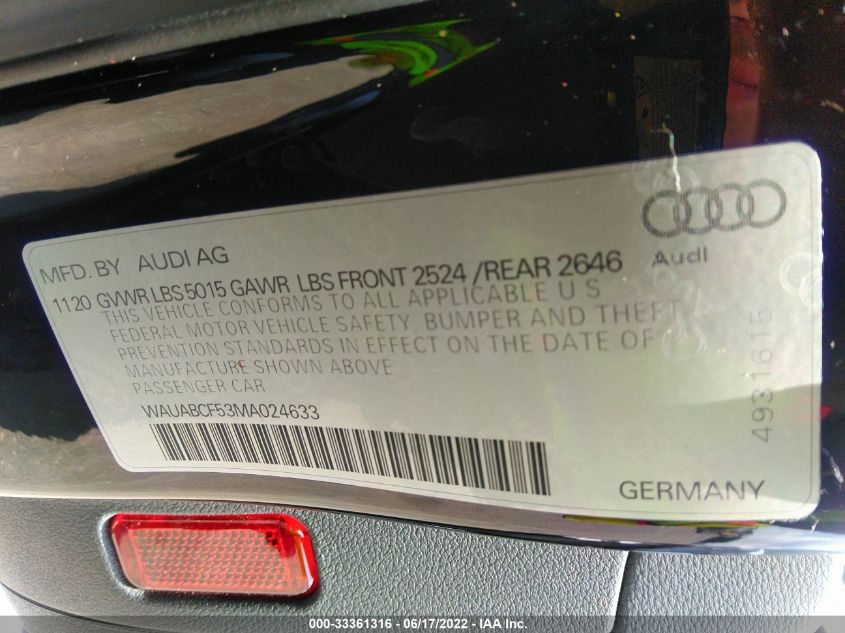 Audi
MFD. BY AUDI AG
1120 GVWR LBS 5015 GAWR LBS FRONT 2524 /REAR 2646
THIS VEHICLE CONFORMS TO ALL APPLICABLE U S
FEDERAL MOTOR VEHICLE SAFETY, BUMPER AND THEFT
PREVENTION STANDARDS IN EFFECT ON THE DATE OF
MANUFACTURE SHOWN ABOVE
PASSENGER CAR
WAUABCF53MA024633
4931615
GERMANY
000-33361316 - 06/17/2022 - IAA Inc.